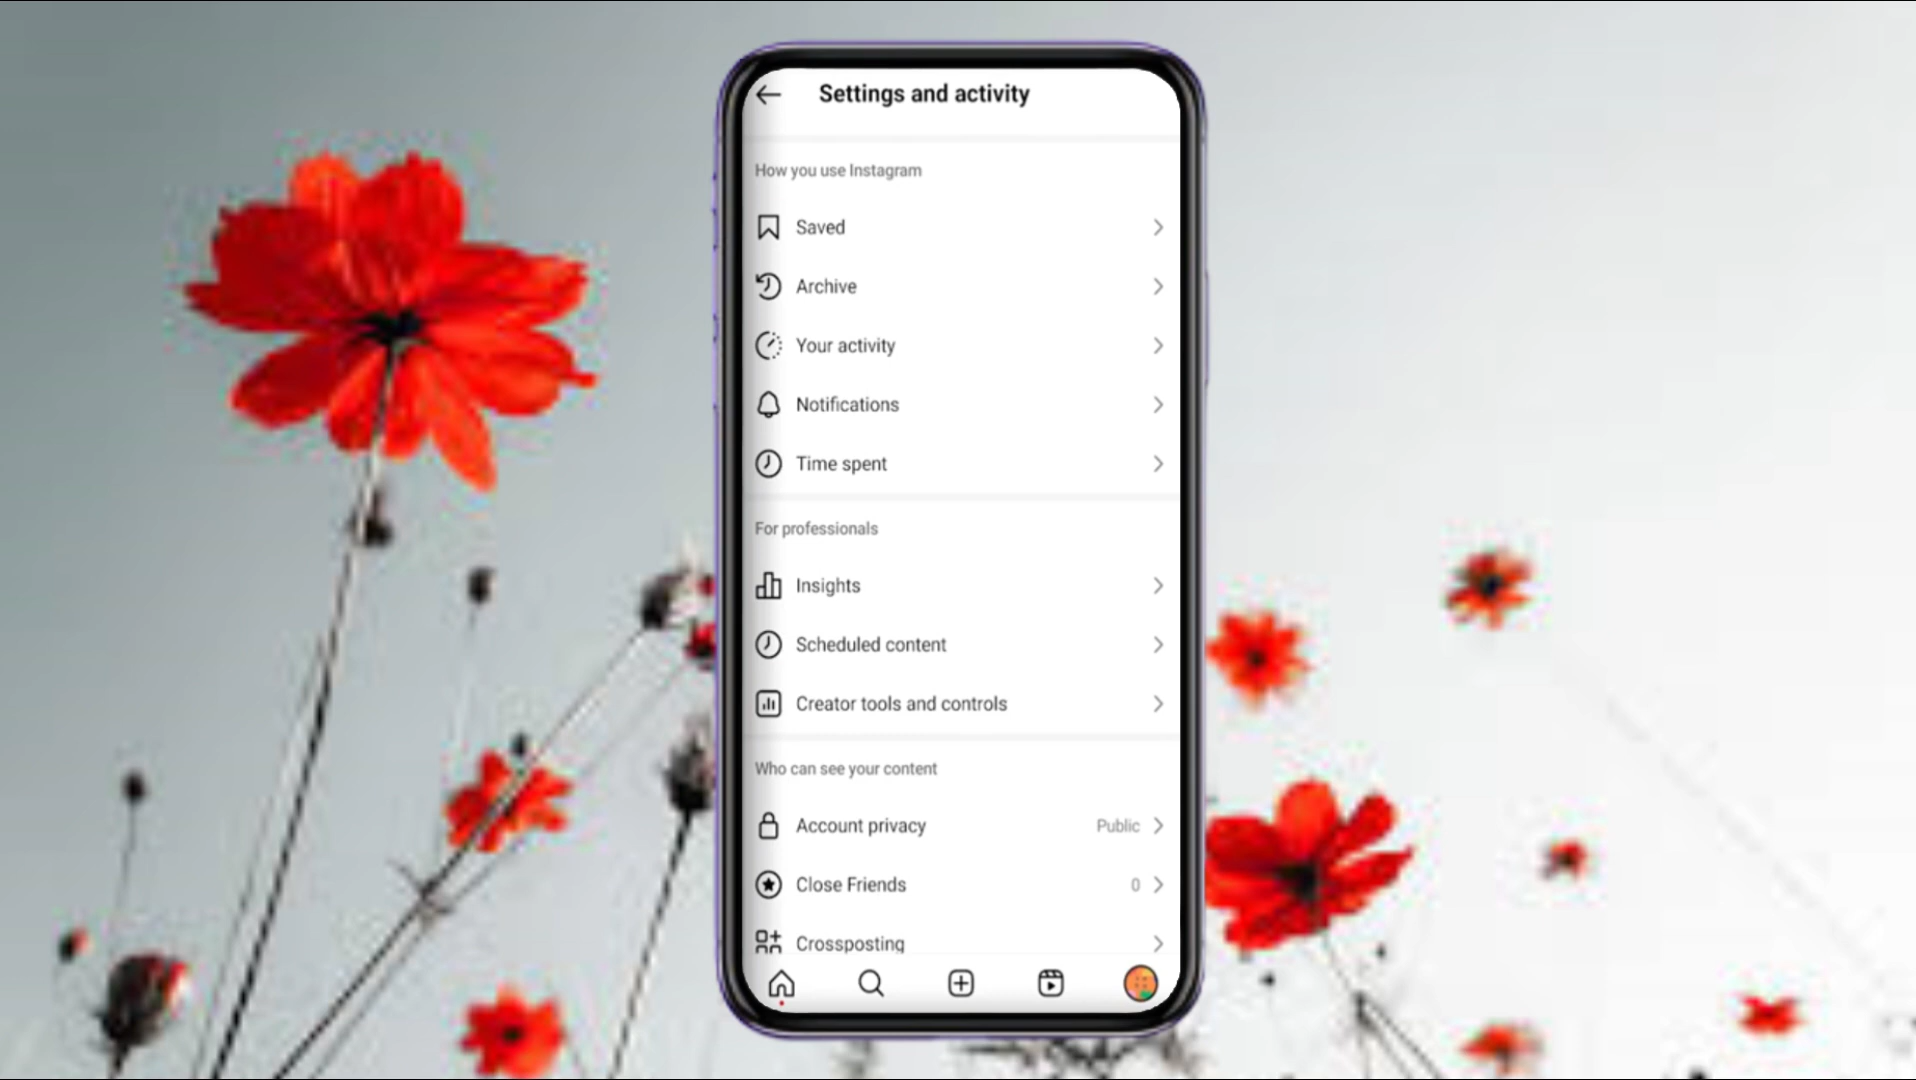 Settings and activity
How you use Instagram
Saved
Archive
Your activity
Notifications
Time spent
For professionals
Insights
Scheduled content
Creator tools and controls
Who can see your content
Account privacy Public
Close Friends 0
Crossposting